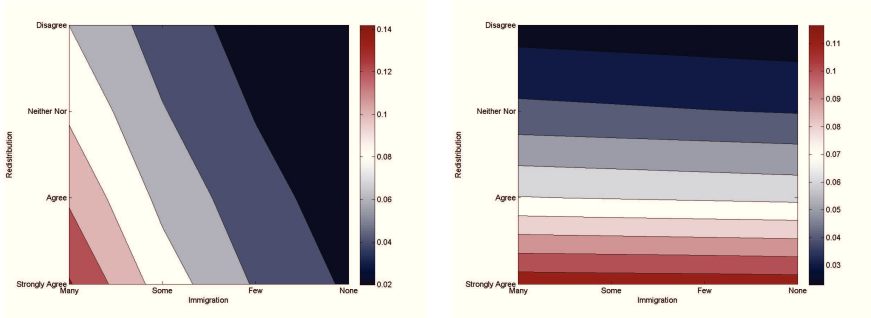 Disagree
Neither Nor
Agree
Strongly Agree
Redistribution
Many
Some
Few
None
Immigration
0.14
0.12
0.1
0.08
0.06
0.04
0.02
Disagree
Neither Nor
Agree
Strongly Agree
Redistribution
Many
Some
Few
None
Immigration
0.11
0.1
0.09
0.08
0.07
0.06
0.05
0.04
0.03